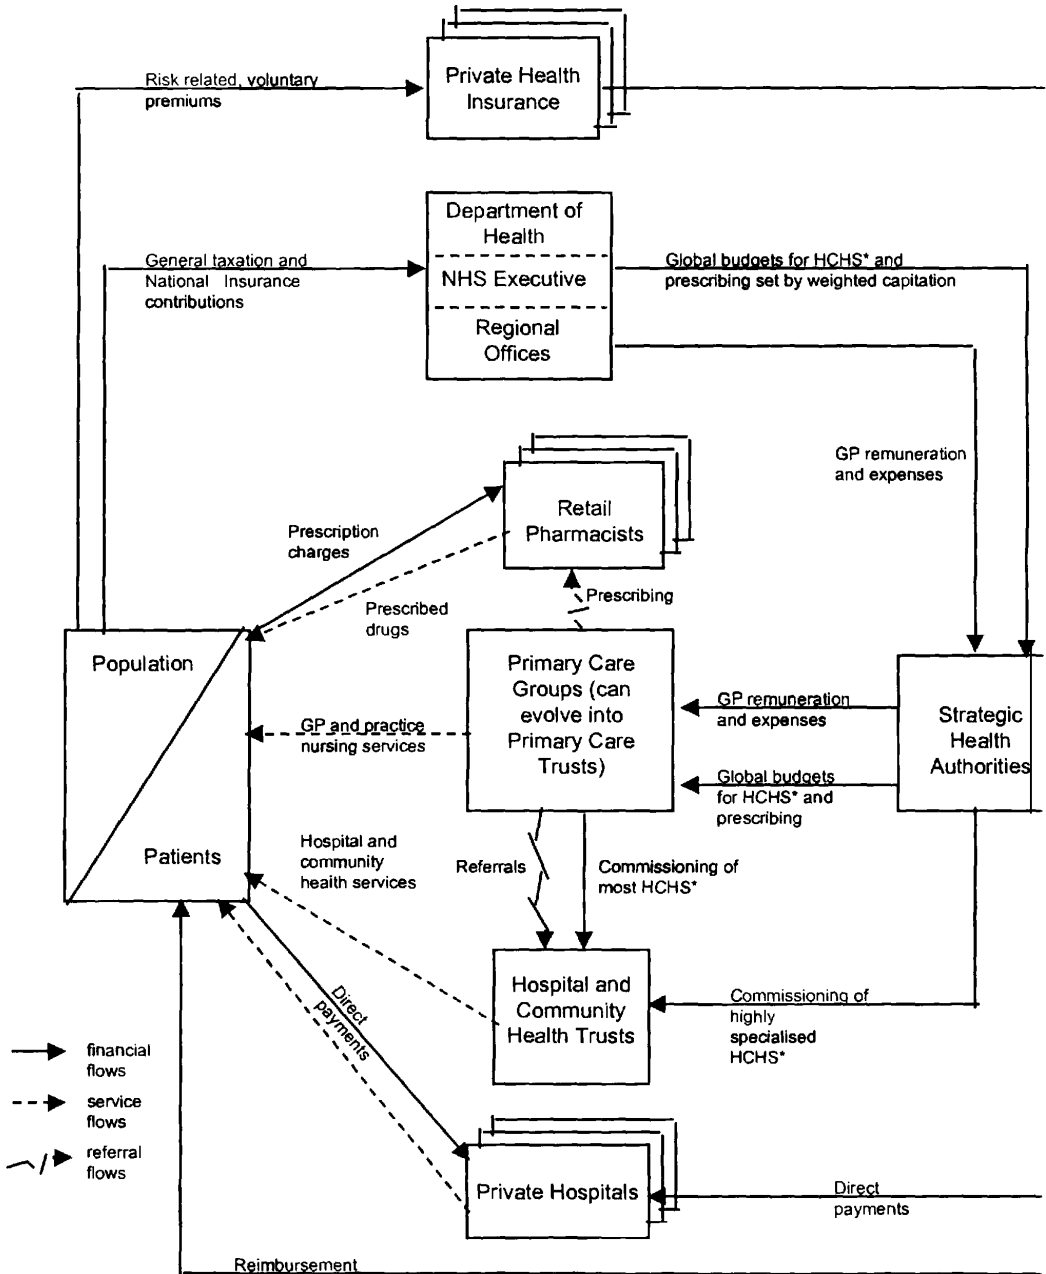 Risk related, voluntary
premiums
Private Health
Insurance
Department of
Health
NHS Executive
Regional
Offices
General taxation and
National Insurance
contributions
Global budgets for HCHS* and
prescribing set by weighted capitation
GP remuneration
and expenses
Retail
Pharmacists
Prescription
charges
Prescribed
drugs
Prescribing
Population
Patients
Primary Care
Groups (can
evolve into
Primary Care
Trusts)
GP and practice
nursing services
GP remuneration
and expenses
Global budgets
for HCHS* and
prescribing
Strategic
Health
Authorities
Hospital and
community
health services
Referrals
Commissioning of
most HCHS*
Hospital and
Community
Health Trusts
Commissioning of
highly
specialised
HCHS*
Direct
payments
financial
flows
service
flows
referral
flows
Private Hospitals
Direct
payments
Reimbursement